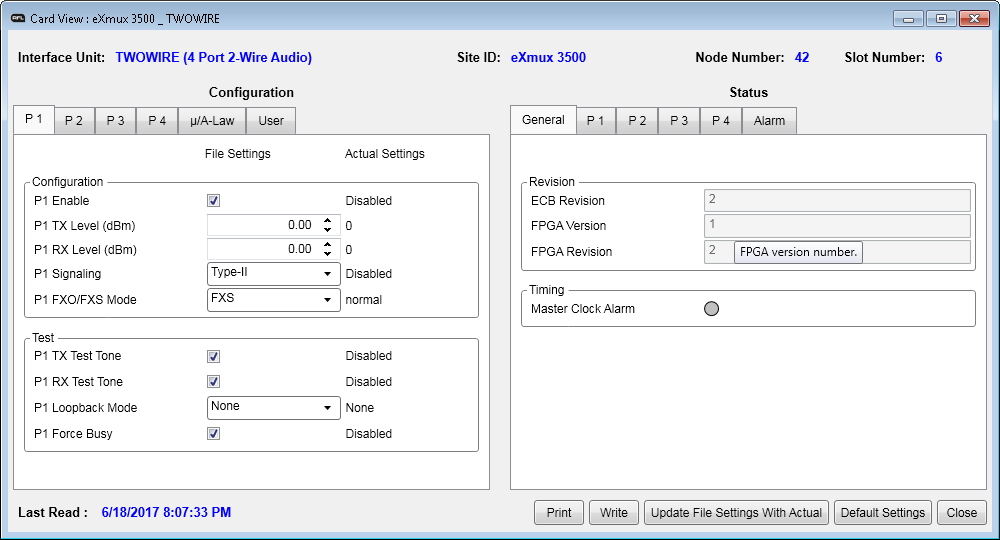 AFL Card View : eXmux 3500 _ TWOWIRE
Interface Unit: TWOWIRE (4 Port 2-Wire Audio) Site ID: eXmux 3500 Node Number: 42 Slot Number: 6
Configuration
P 1 P 2 P 3 P 4 µ/A-Law User
File Settings Actual Settings
Configuration
P1 Enable Disabled
P1 TX Level (dBm) 0.00 0
P1 RX Level (dBm) 0.00 0
P1 Signaling Type-II Disabled
P1 FXO/FXS Mode FXS normal
Test
P1 TX Test Tone Disabled
P1 RX Test Tone Disabled
P1 Loopback Mode None None
P1 Force Busy Disabled
Status
General P 1 P 2 P 3 P 4 Alarm
Revision
ECB Revision 2
FPGA Version 1
FPGA Revision 2
FPGA version number.
Timing
Master Clock Alarm
Last Read : 6/18/2017 8:07:33 PM
Print Write Update File Settings With Actual Default Settings Close